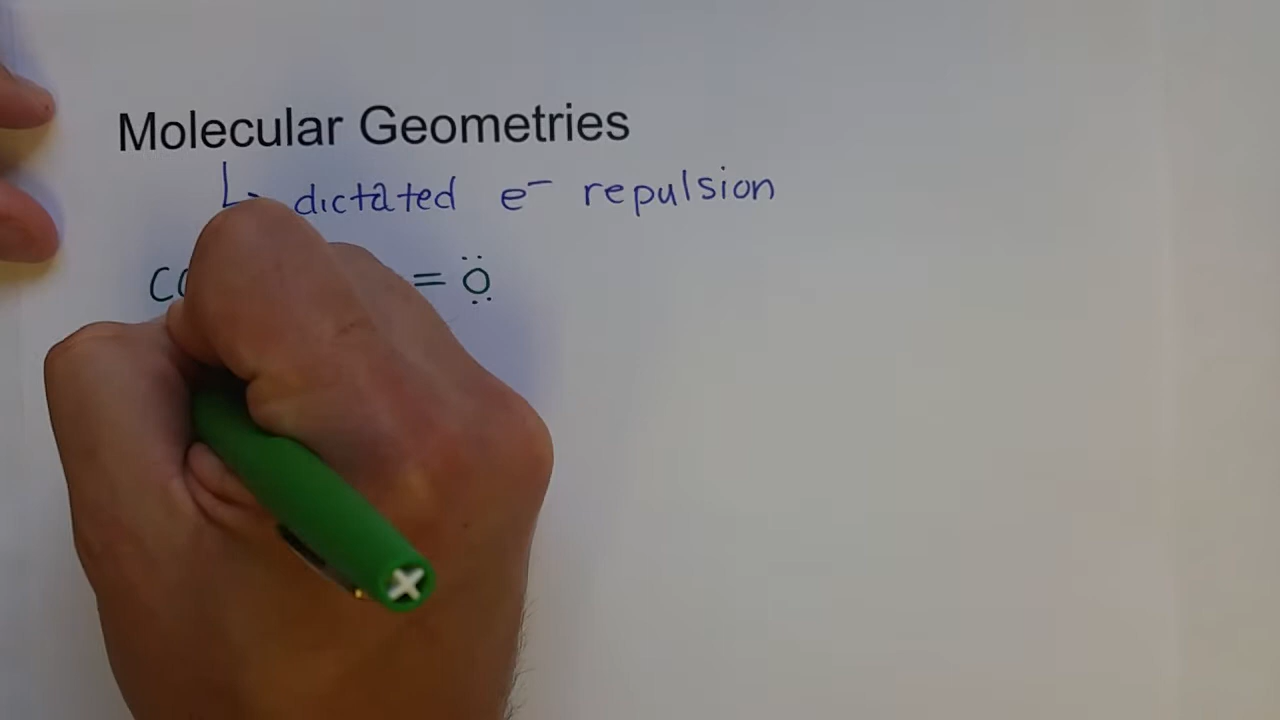 Molecular Geometries
dictated e⁻ repulsion
= Ö